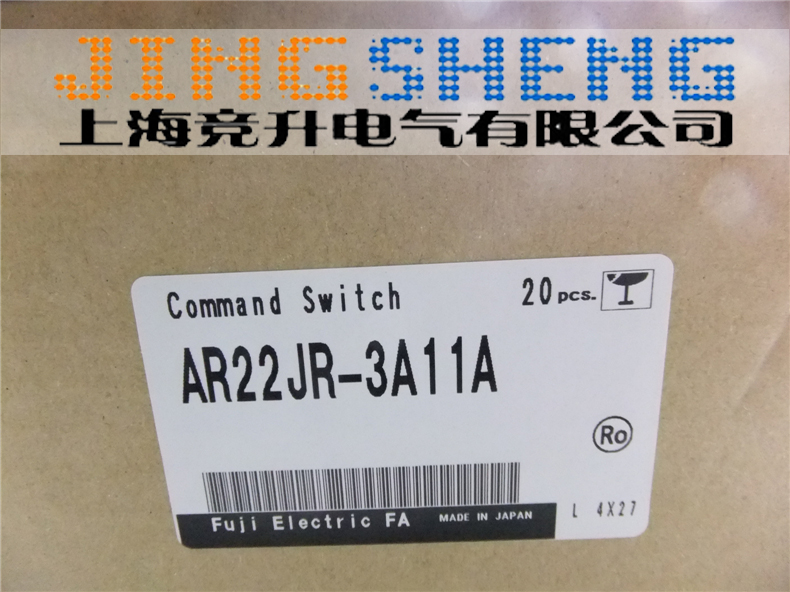 JINGSHENG
上海竞升电气有限公司
Command Switch 20 pcs.
AR22JR-3A11A
Ro
Fuji Electric FA MADE IN JAPAN L 4X27